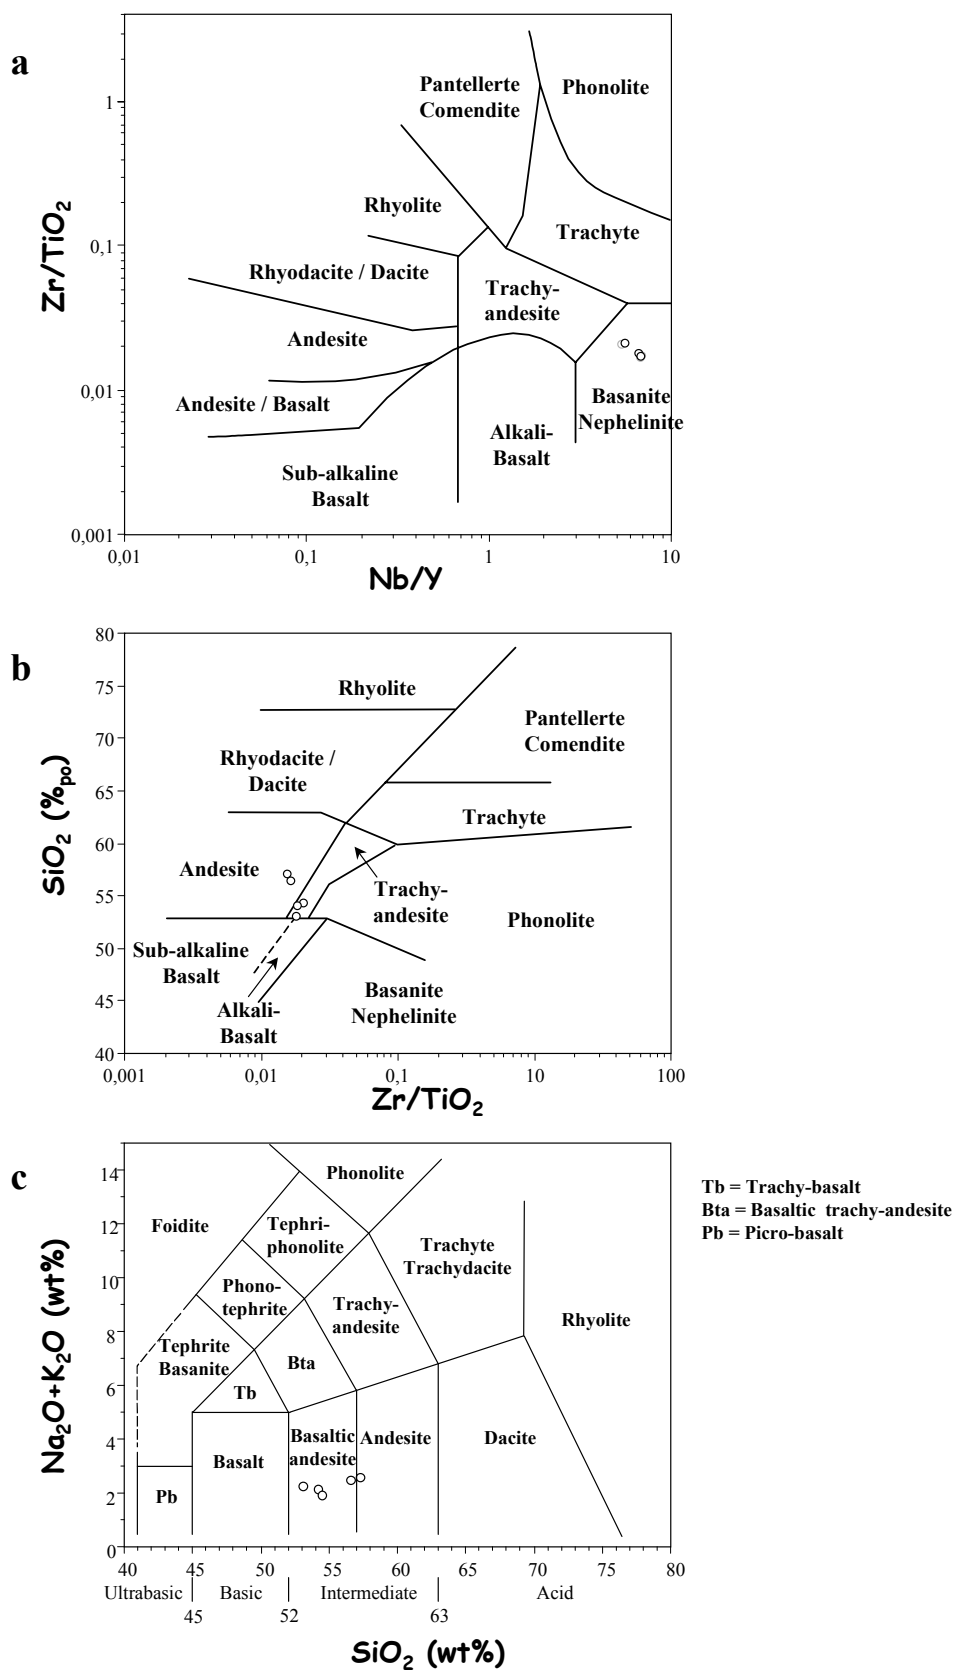 a
Zr/TiO₂
1
0,1
0,01
0,001
Pantellerte
Comendite
Phonolite
Rhyolite
Trachyte
Rhyodacite / Dacite
Trachy-
andesite
Andesite
Andesite / Basalt
Basanite
Nephelinite
Alkali-
Basalt
Sub-alkaline
Basalt
0,01
0,1
1
10
Nb/Y
b
SiO₂ (%po)
80
75
70
65
60
55
50
45
40
Rhyolite
Pantellerte
Comendite
Rhyodacite /
Dacite
Trachyte
Andesite
Trachy-
andesite
Phonolite
Sub-alkaline
Basalt
Basanite
Nephelinite
Alkali-
Basalt
0,001
0,01
0,1
10
100
Zr/TiO₂
c
Na₂O+K₂O (wt%)
14
12
10
8
6
4
2
0
Phonolite
Foidite
Tephri-
phonolite
Trachyte
Trachydacite
Phono-
tephrite
Trachy-
andesite
Rhyolite
Tephrite
Basanite
Bta
Tb
Basaltic
andesite
Andesite
Dacite
Basalt
Pb
Tb = Trachy-basalt
Bta = Basaltic trachy-andesite
Pb = Picro-basalt
40 45 50 55 60 65 70 75 80
Ultrabasic Basic Intermediate Acid
45 52 63
SiO₂ (wt%)